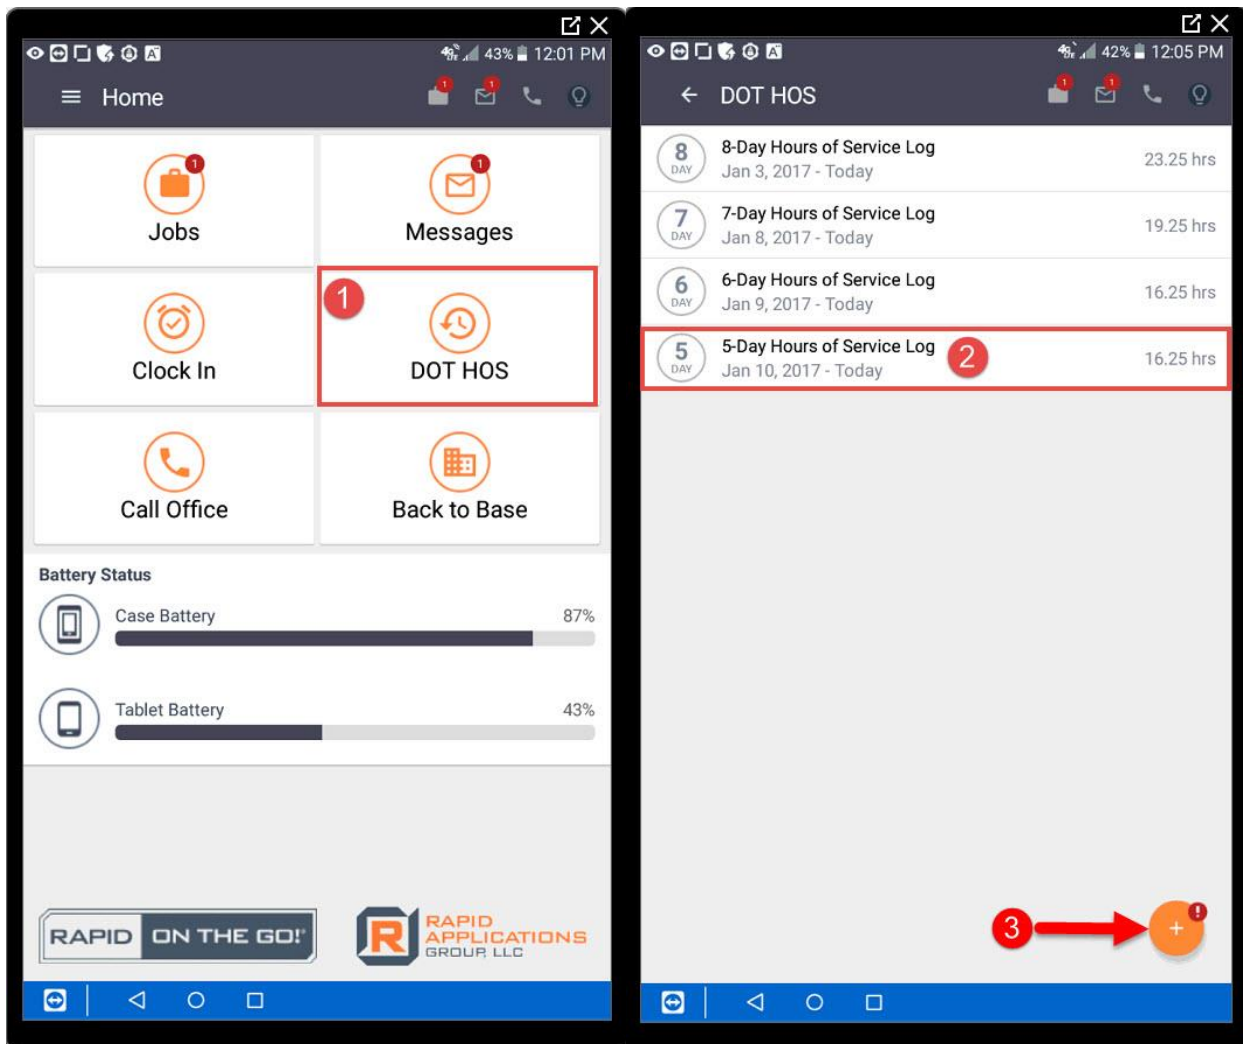 43% 12:01 PM
Home
1
1
1
Jobs
1
Messages
Clock In
1
DOT HOS
Call Office
Back to Base
Battery Status
Case Battery 87%
Tablet Battery 43%
RAPID ON THE GO!
R RAPID
APPLICATIONS
GROUP, LLC
42% 12:05 PM
DOT HOS
1
1
8 DAY
8-Day Hours of Service Log
Jan 3, 2017 - Today
23.25 hrs
7 DAY
7-Day Hours of Service Log
Jan 8, 2017 - Today
19.25 hrs
6 DAY
6-Day Hours of Service Log
Jan 9, 2017 - Today
16.25 hrs
5 DAY
5-Day Hours of Service Log
Jan 10, 2017 - Today
2
16.25 hrs
3
+
!